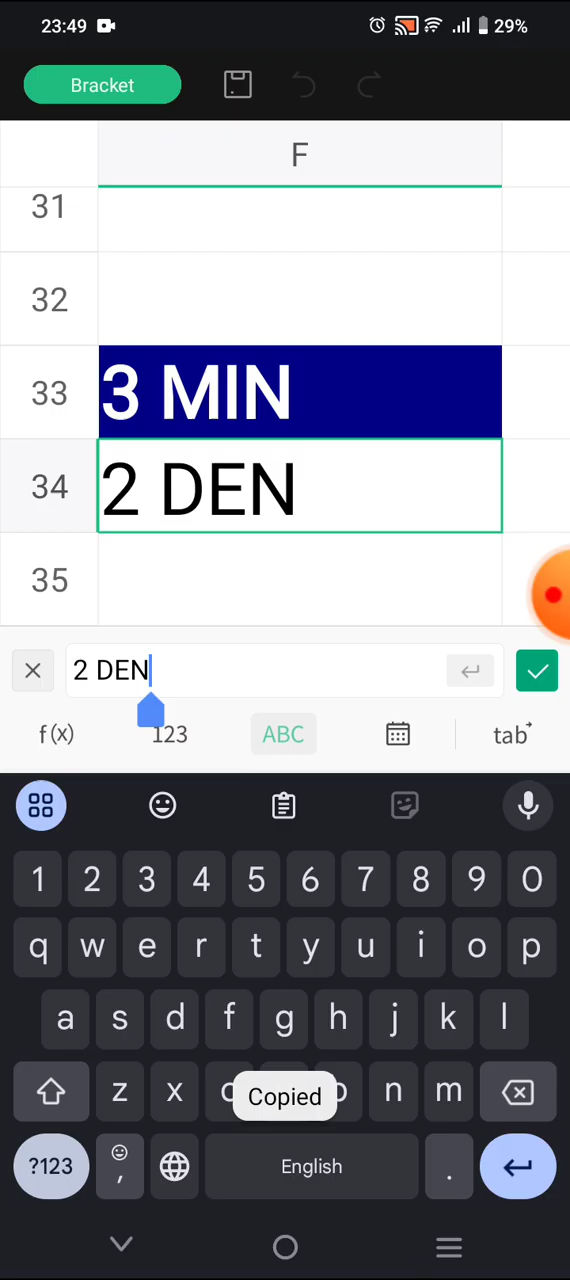 23:49 29%
Bracket
F
31
32
33 3 MIN
34 2 DEN
35
2 DEN
f(x) 123 ABC tab
1 2 3 4 5 6 7 8 9 0
q w e r t y u i o p
a s d f g h j k l
z x c b n m
Copied
?123 , English .